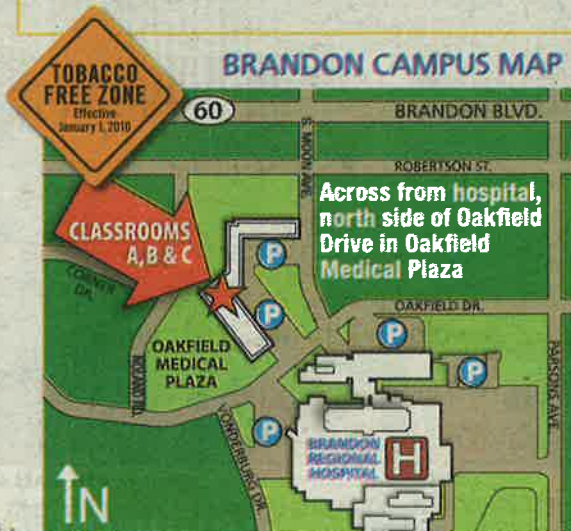 TOBACCO
FREE ZONE
Effective
January 1, 2010
BRANDON CAMPUS MAP
60
BRANDON BLVD.
S. MOON AVE.
ROBERTSON ST.
Across from hospital,
north side of Oakfield
Drive in Oakfield
Medical Plaza
CLASSROOMS
A, B & C
P
CORNER
DR.
P
OAKFIELD DR.
P
OAKFIELD
MEDICAL
PLAZA
PARSONS AVE.
P
VONDERBURG DR.
P
BRANDON
REGIONAL
HOSPITAL
H
N